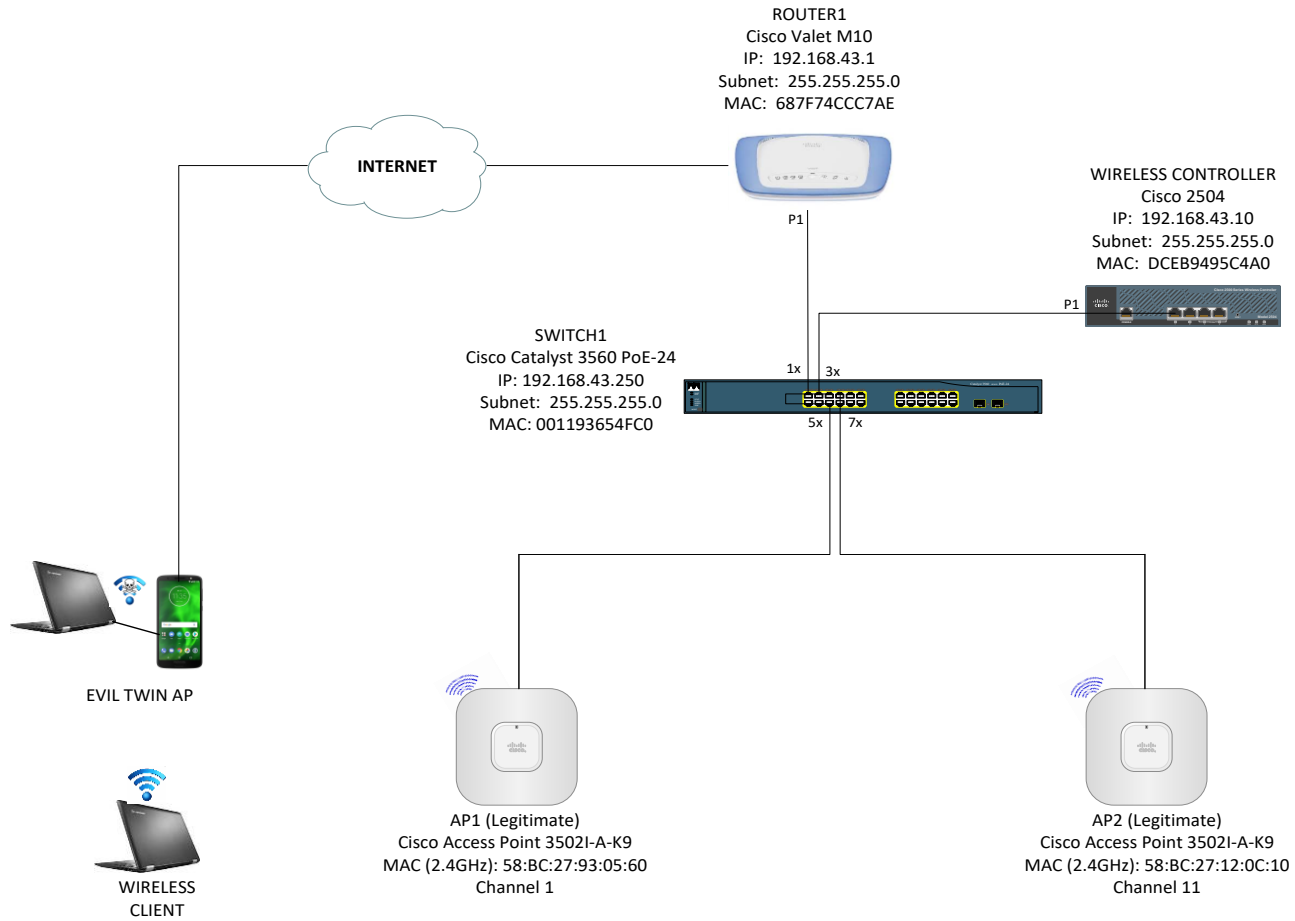 ROUTER1
Cisco Valet M10
IP: 192.168.43.1
Subnet: 255.255.255.0
MAC: 687F74CCC7AE
INTERNET
WIRELESS CONTROLLER
Cisco 2504
IP: 192.168.43.10
Subnet: 255.255.255.0
MAC: DCEB9495C4A0
P1
P1
SWITCH1
Cisco Catalyst 3560 PoE-24
IP: 192.168.43.250
Subnet: 255.255.255.0
MAC: 001193654FC0
1x
3x
5x
7x
EVIL TWIN AP
AP1 (Legitimate)
Cisco Access Point 3502I-A-K9
MAC (2.4GHz): 58:BC:27:93:05:60
Channel 1
AP2 (Legitimate)
Cisco Access Point 3502I-A-K9
MAC (2.4GHz): 58:BC:27:12:0C:10
Channel 11
WIRELESS
CLIENT